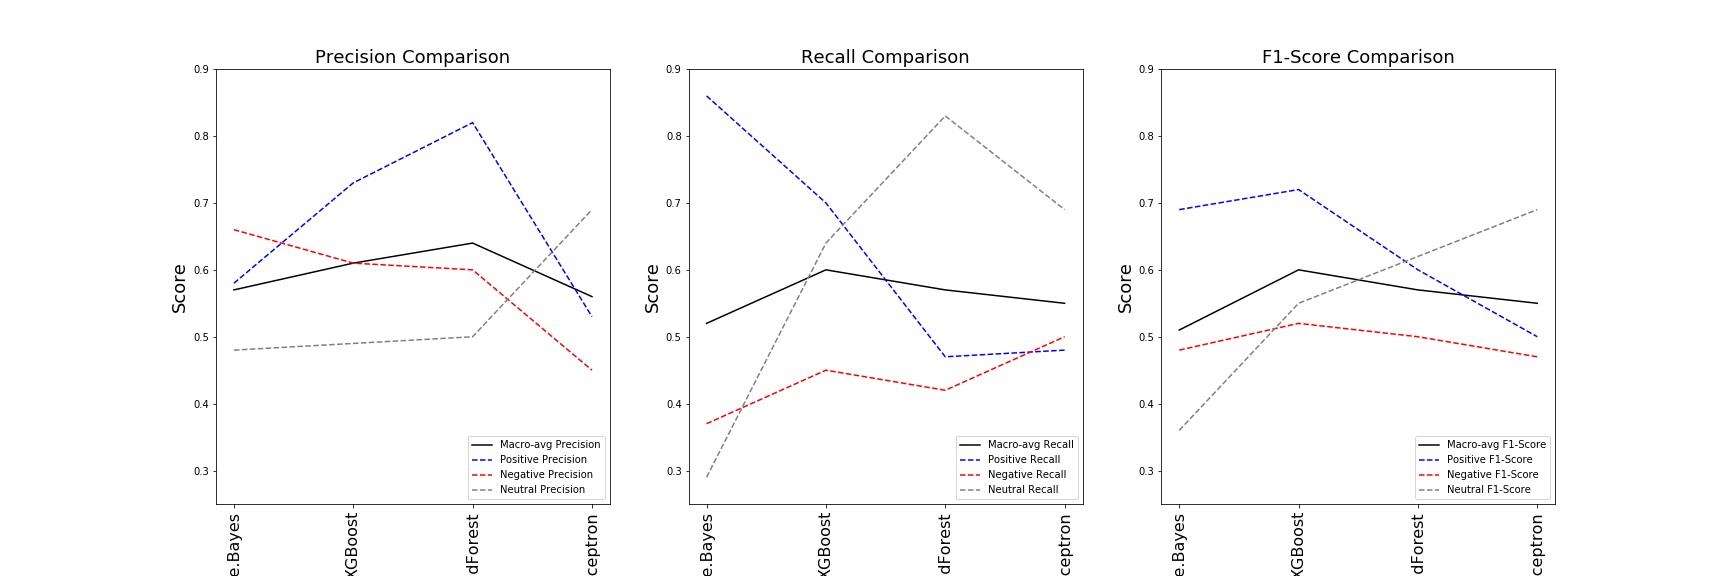 Precision Comparison
0.9
0.8
0.7
0.6
0.5
0.4
0.3
Score
Macro-avg Precision
Positive Precision
Negative Precision
Neutral Precision
e.Bayes
XGBoost
dForest
ceptron
Recall Comparison
0.9
0.8
0.7
0.6
0.5
0.4
0.3
Score
Macro-avg Recall
Positive Recall
Negative Recall
Neutral Recall
e.Bayes
XGBoost
dForest
ceptron
F1-Score Comparison
0.9
0.8
0.7
0.6
0.5
0.4
0.3
Score
Macro-avg F1-Score
Positive F1-Score
Negative F1-Score
Neutral F1-Score
e.Bayes
XGBoost
dForest
ceptron